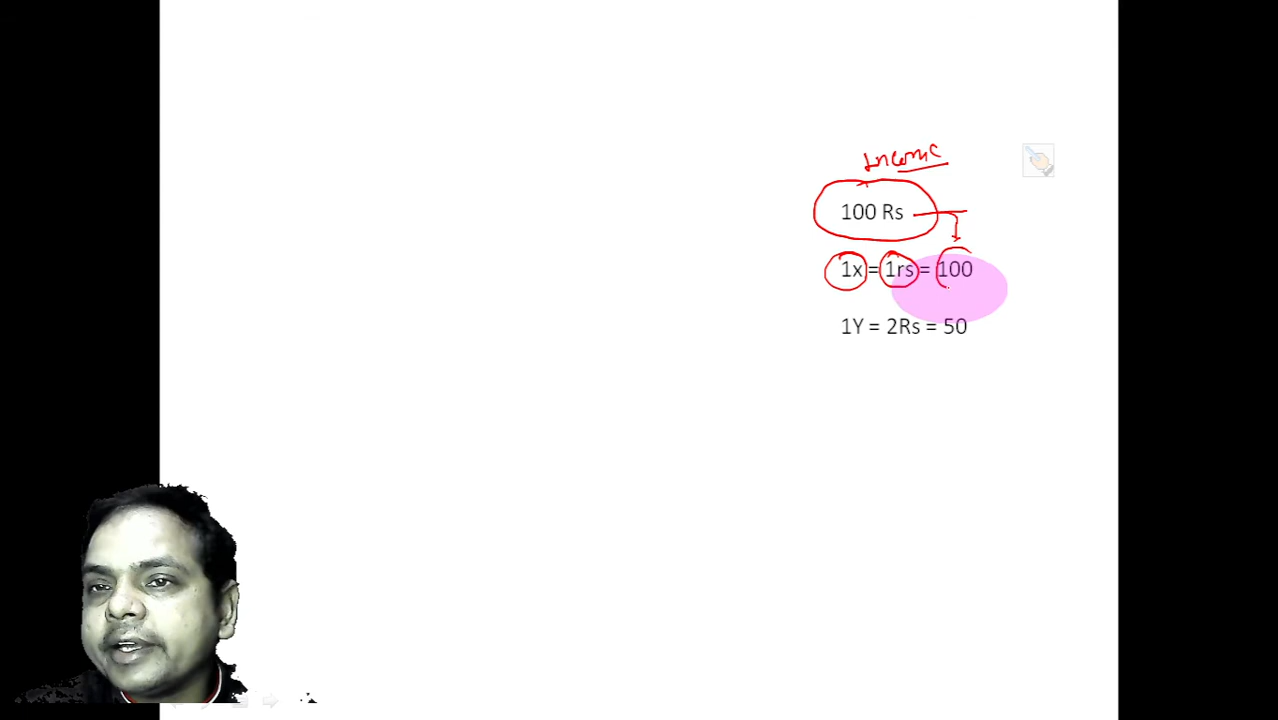 Income
100 Rs
1x = 1rs = 100
1Y = 2Rs = 50